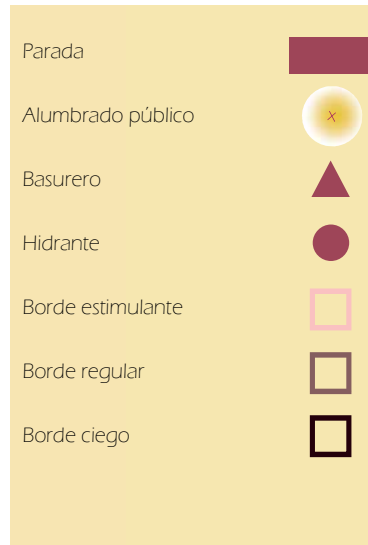 Parada
Alumbrado público
x
Basurero
Hidrante
Borde estimulante
Borde regular
Borde ciego